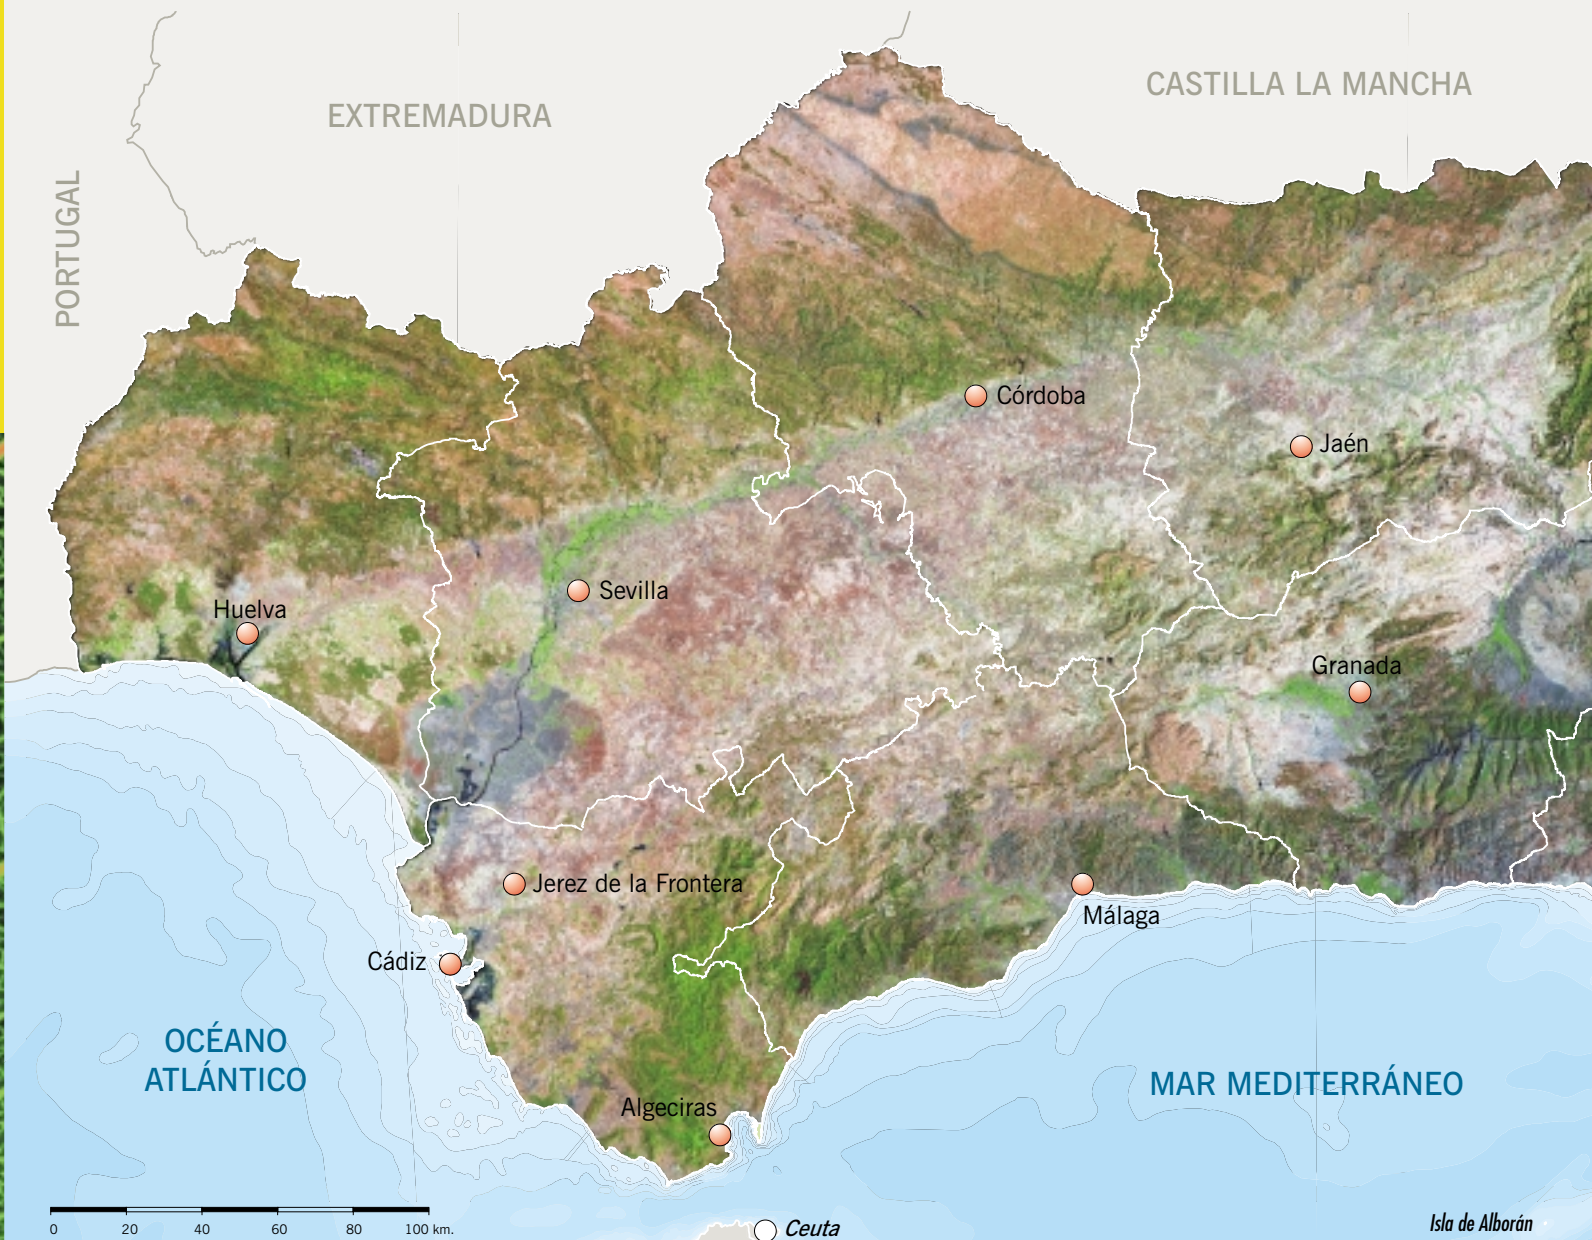 CASTILLA LA MANCHA
EXTREMADURA
PORTUGAL
Córdoba
Jaén
Sevilla
Huelva
Granada
Jerez de la Frontera
Málaga
Cádiz
OCÉANO
ATLÁNTICO
MAR MEDITERRÁNEO
Algeciras
0 20 40 60 80 100 km.
Ceuta
Isla de Alborán